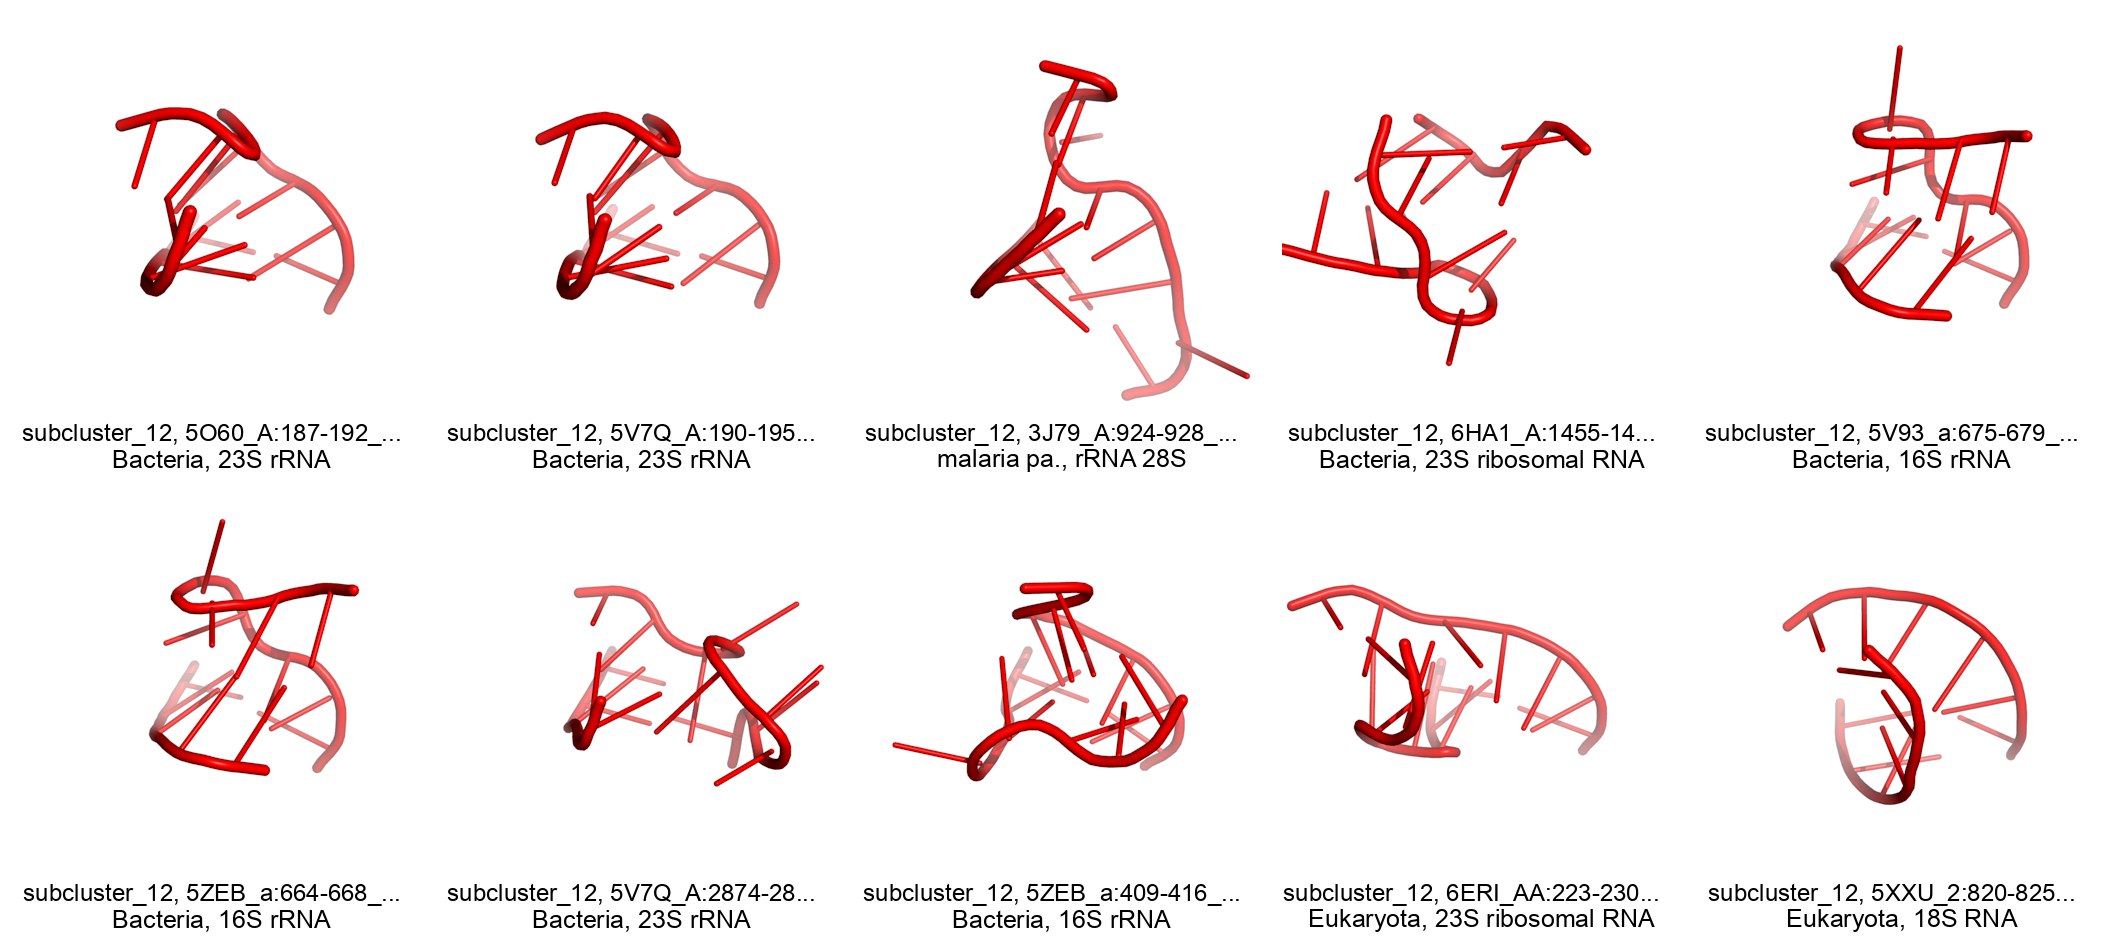 subcluster_12, 5O60_A:187-192_...
Bacteria, 23S rRNA
subcluster_12, 5V7Q_A:190-195...
Bacteria, 23S rRNA
subcluster_12, 3J79_A:924-928_...
malaria pa., rRNA 28S
subcluster_12, 6HA1_A:1455-14...
Bacteria, 23S ribosomal RNA
subcluster_12, 5V93_a:675-679_...
Bacteria, 16S rRNA
subcluster_12, 5ZEB_a:664-668_...
Bacteria, 16S rRNA
subcluster_12, 5V7Q_A:2874-28...
Bacteria, 23S rRNA
subcluster_12, 5ZEB_a:409-416_...
Bacteria, 16S rRNA
subcluster_12, 6ERI_AA:223-230...
Eukaryota, 23S ribosomal RNA
subcluster_12, 5XXU_2:820-825...
Eukaryota, 18S RNA